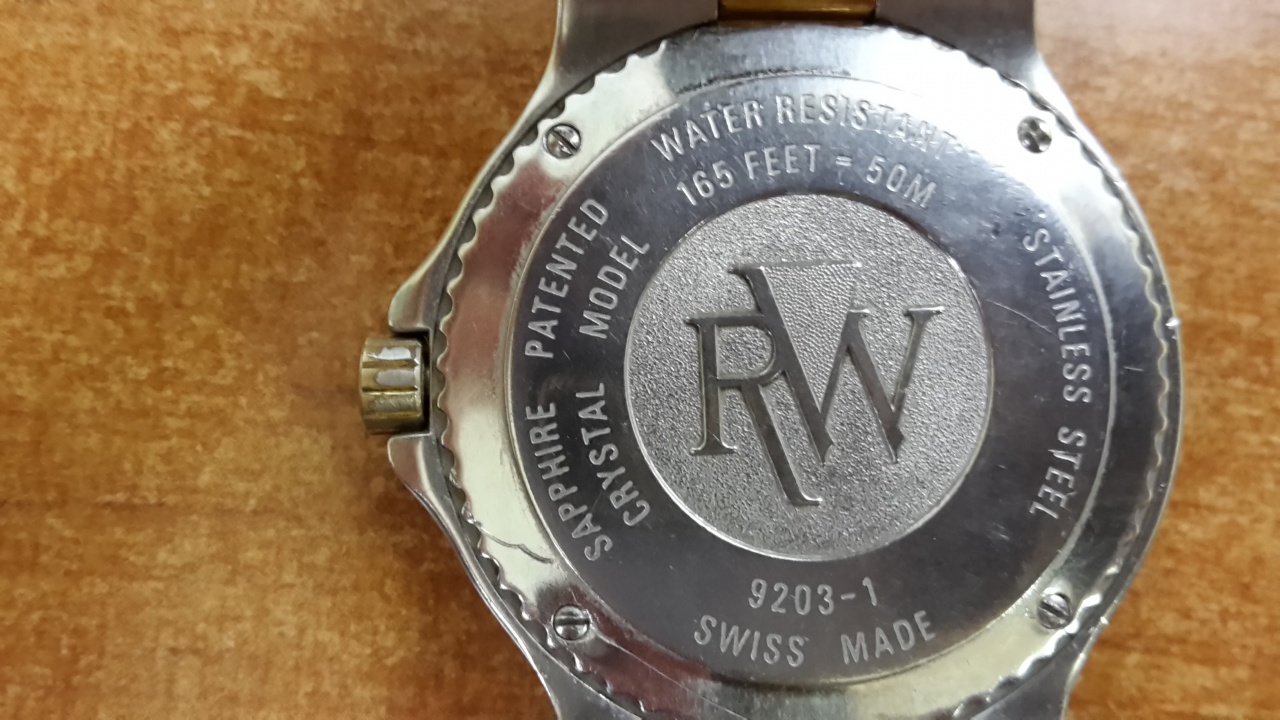 WATER RESISTANT
165 FEET = 50M
SAPPHIRE PATENTED
CRYSTAL MODEL
STAINLESS STEEL
RW
9203-1
SWISS MADE